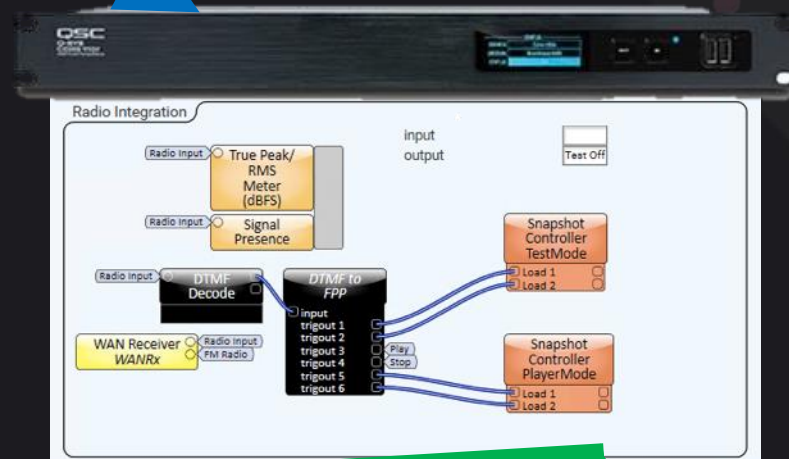 QSC
Q-SYS
Radio Integration
input
output
Test Off
Radio Input
True Peak/
RMS
Meter
(dBFS)
Radio Input
Signal
Presence
Radio Input
DTMF
Decode
DTMF to
FPP
input
trigout 1
trigout 2
trigout 3
trigout 4
trigout 5
trigout 6
Play
Stop
WAN Receiver
WANRx
Radio Input
FM Radio
Snapshot
Controller
TestMode
Load 1
Load 2
Snapshot
Controller
PlayerMode
Load 1
Load 2